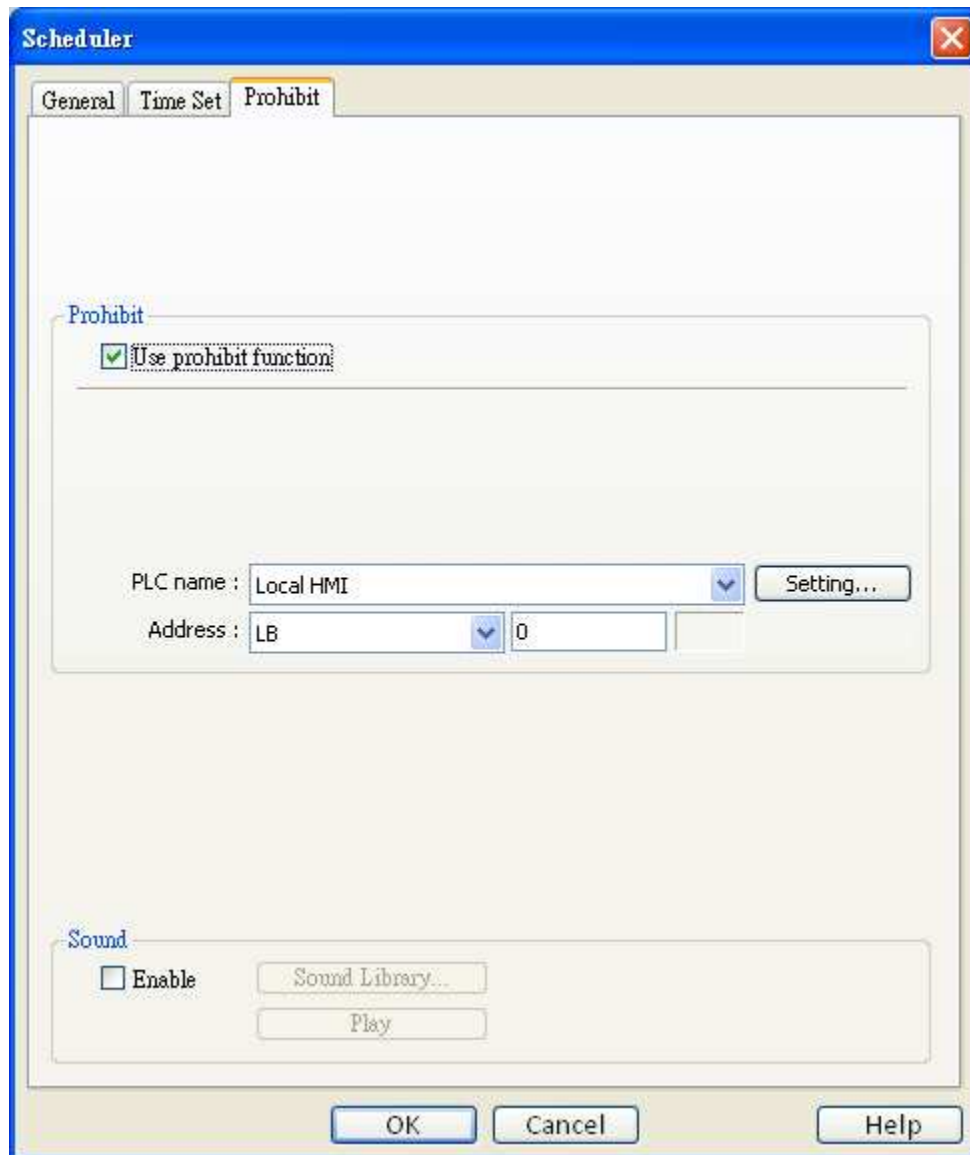 Scheduler
General Time Set Prohibit
Prohibit
Use prohibit function
PLC name : Local HMI Setting...
Address : LB 0
Sound
Enable Sound Library...
Play
OK Cancel Help